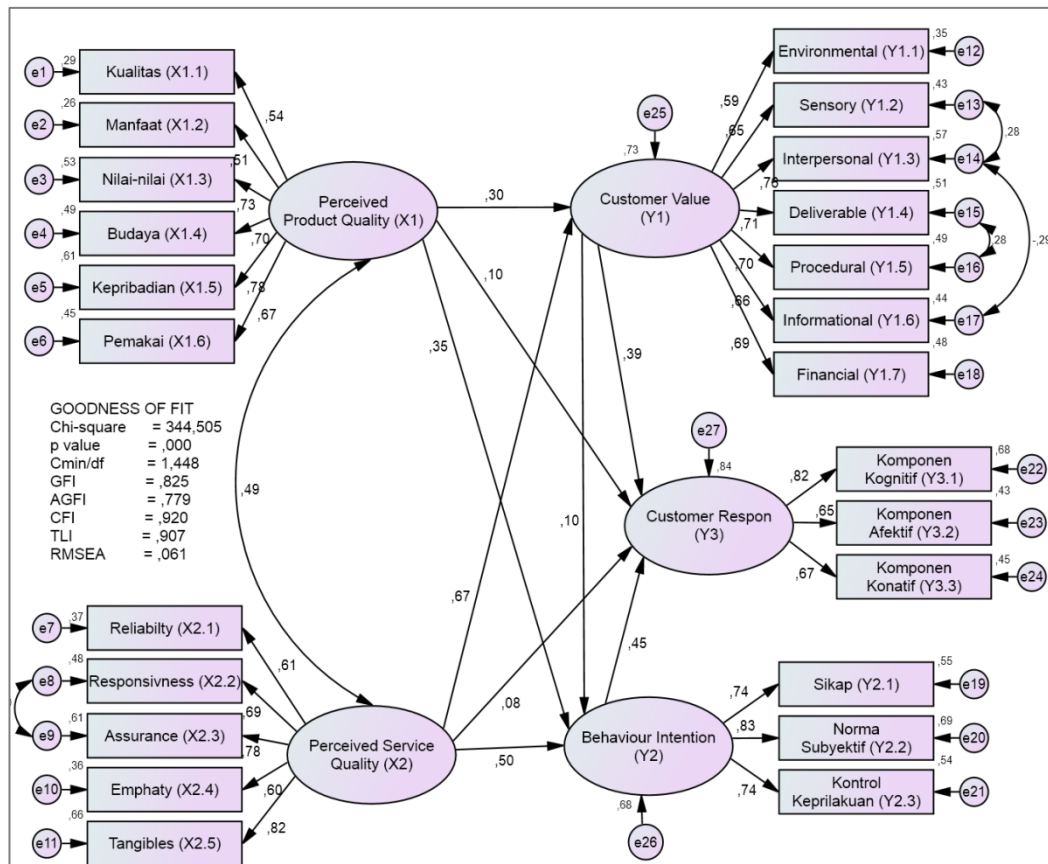 e1
,29
Kualitas (X1.1)
e2
,26
Manfaat (X1.2)
e3
,53
Nilai-nilai (X1.3)
e4
,49
Budaya (X1.4)
e5
,61
Kepribadian (X1.5)
e6
,45
Pemakai (X1.6)
,54
,51
,73
,70
,78
,67
Perceived
Product Quality (X1)
,30
,10
,35
,49
GOODNESS OF FIT
Chi-square = 344,505
p value = ,000
Cmin/df = 1,448
GFI = ,825
AGFI = ,779
CFI = ,920
TLI = ,907
RMSEA = ,061
e7
,37
Reliabilty (X2.1)
e8
,48
Responsivness (X2.2)
e9
,61
Assurance (X2.3)
e10
,36
Emphaty (X2.4)
e11
,66
Tangibles (X2.5)
,61
,69
,78
,60
,82
Perceived Service
Quality (X2)
,67
,08
,50
e25
,73
Customer Value
(Y1)
,39
,10
,59
,65
,76
,71
,70
,66
,69
Environmental (Y1.1)
,35
e12
Sensory (Y1.2)
,43
e13
Interpersonal (Y1.3)
,57
e14
Deliverable (Y1.4)
,51
e15
Procedural (Y1.5)
,49
e16
Informational (Y1.6)
,44
e17
Financial (Y1.7)
,48
e18
,28
,28
-,29
e27
,84
Customer Respon
(Y3)
,82
,65
,67
Komponen
Kognitif (Y3.1)
,68
e22
Komponen
Afektif (Y3.2)
,43
e23
Komponen
Konatif (Y3.3)
,45
e24
,45
Behaviour Intention
(Y2)
,68
e26
,74
,83
,74
Sikap (Y2.1)
,55
e19
Norma
Subyektif (Y2.2)
,69
e20
Kontrol
Keprilakuan (Y2.3)
,54
e21